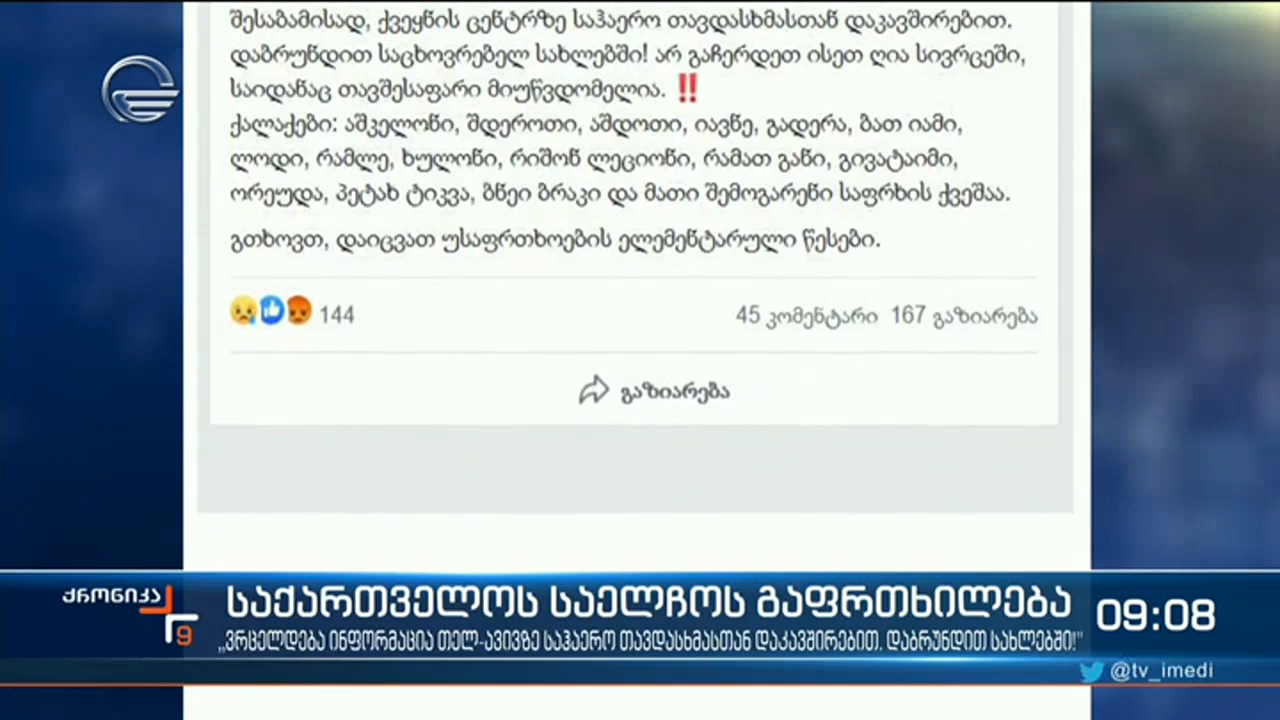 შესაბამისად, ქვეყნის ცენტრზე საჰაერო თავდასხმასთან დაკავშირებით.
დაბრუნდით საცხოვრებელ სახლებში! არ გაჩერდეთ ისეთ ღია სივრცეში,
საიდანაც თავშესაფარი მიუწვდომელია. ‼️
ქალაქები: აშკელონი, შდეროთი, აშდოთი, იავნე, გადერა, ბათ იამი,
ლოდი, რამლე, ხულონი, რიშონ ლეციონი, რამათ განი, გივატაიმი,
ორეუდა, პეტახ ტიკვა, ბნეი ბრაკი და მათი შემოგარენი საფრხის ქვეშაა.
გთხოვთ, დაიცვათ უსაფრთხოების ელემენტარული წესები.
144
45 კომენტარი 167 გაზიარება
გაზიარება
ქრონიკა 9
საქართველოს საელჩოს გაფრთხილება
„ვრცელდება ინფორმაცია თელ-ავივზე საჰაერო თავდასხმასთან დაკავშირებით. დაბრუნდით სახლებში!"
09:08
@tv_imedi